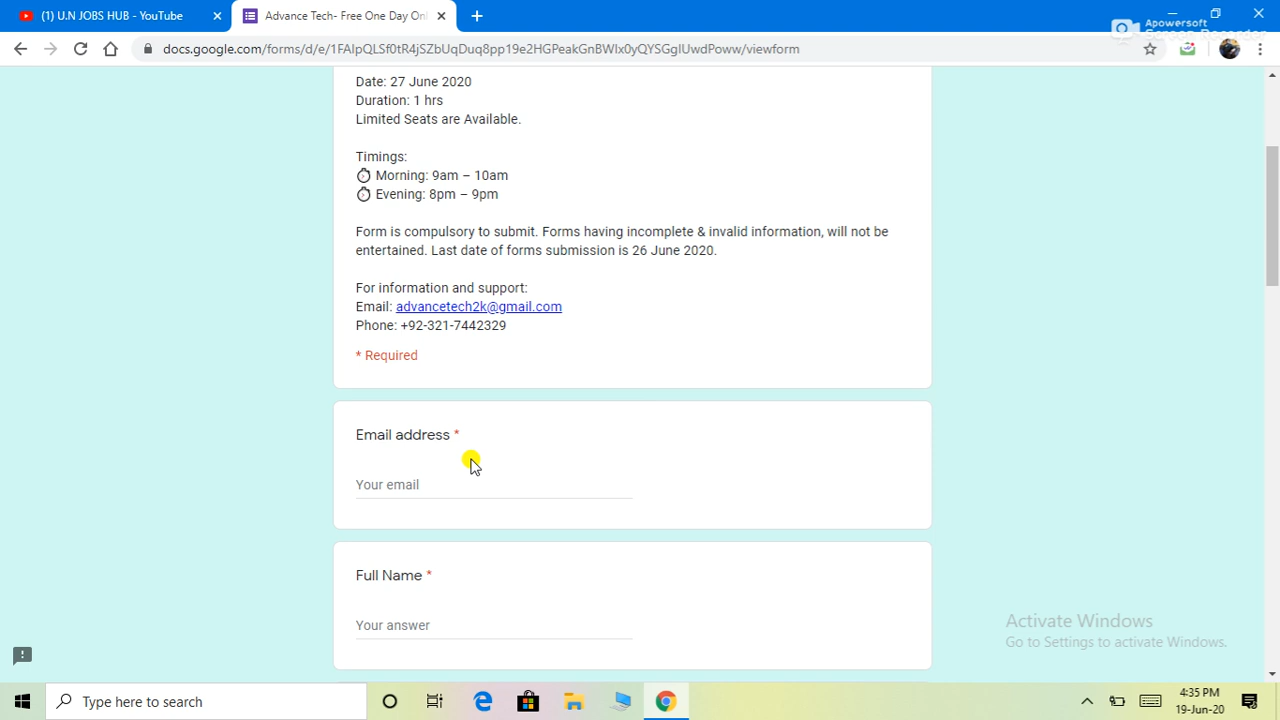 (1) U.N JOBS HUB - YouTube
Advance Tech- Free One Day Onl
docs.google.com/forms/d/e/1FAIpQLSf0tR4jSZbUqDuq8pp19e2HGPeakGnBWIx0yQYSGgIUwdPoww/viewform
Apowersoft
Screen Recorder
Date: 27 June 2020
Duration: 1 hrs
Limited Seats are Available.
Timings:
⏱ Morning: 9am – 10am
⏱ Evening: 8pm – 9pm
Form is compulsory to submit. Forms having incomplete & invalid information, will not be
entertained. Last date of forms submission is 26 June 2020.
For information and support:
Email: advancetech2k@gmail.com
Phone: +92-321-7442329
* Required
Email address *
Your email
Full Name *
Your answer
Activate Windows
Go to Settings to activate Windows.
Type here to search
4:35 PM
19-Jun-20